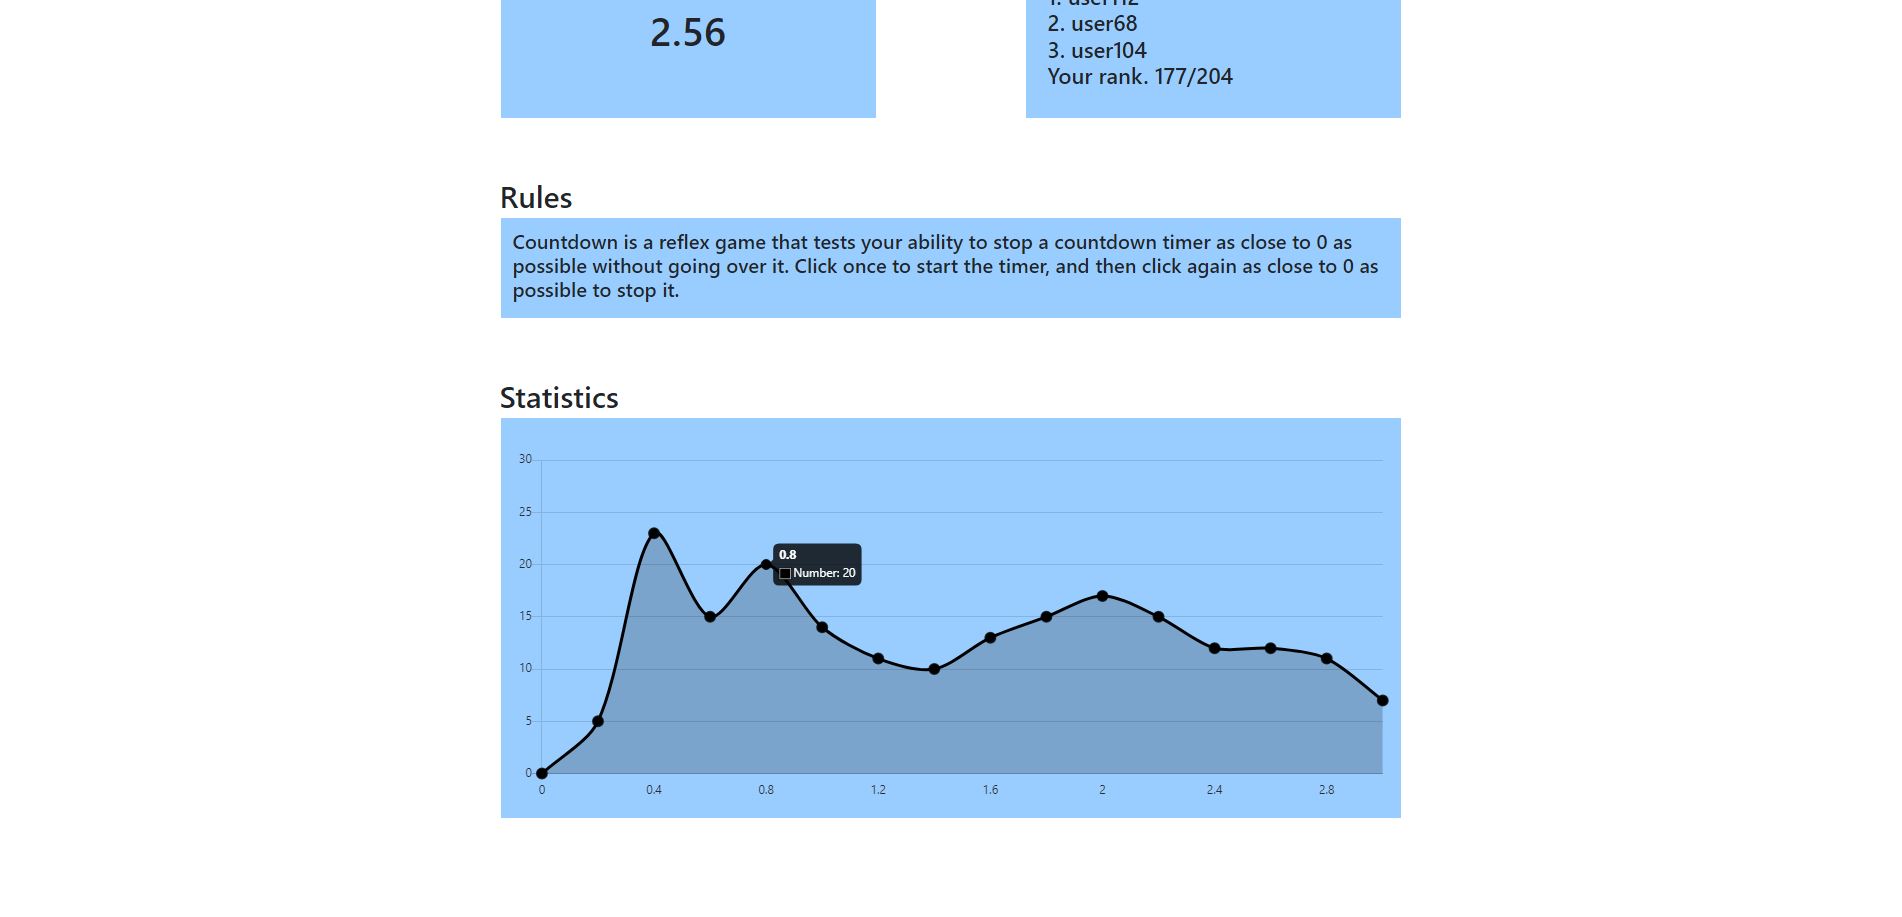 2.56
1. user112
2. user68
3. user104
Your rank. 177/204
Rules
Countdown is a reflex game that tests your ability to stop a countdown timer as close to 0 as
possible without going over it. Click once to start the timer, and then click again as close to 0 as
possible to stop it.
Statistics
30
25
20
15
10
5
0
0.8
Number: 20
0 0.4 0.8 1.2 1.6 2 2.4 2.8